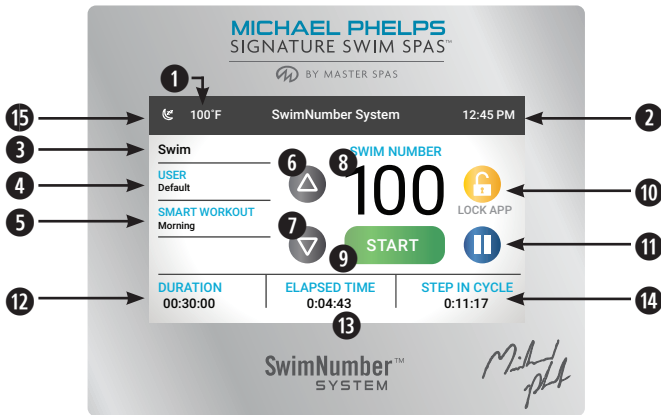 MICHAEL PHELPS
SIGNATURE SWIM SPAS™
BY MASTER SPAS
1
15
100°F
SwimNumber System
12:45 PM
2
3
Swim
6
8
SWIM NUMBER
4
USER
Default
100
LOCK APP
10
5
SMART WORKOUT
Morning
7
9
START
11
12
DURATION
00:30:00
ELAPSED TIME
0:04:43
STEP IN CYCLE
0:11:17
14
13
SwimNumber™
SYSTEM